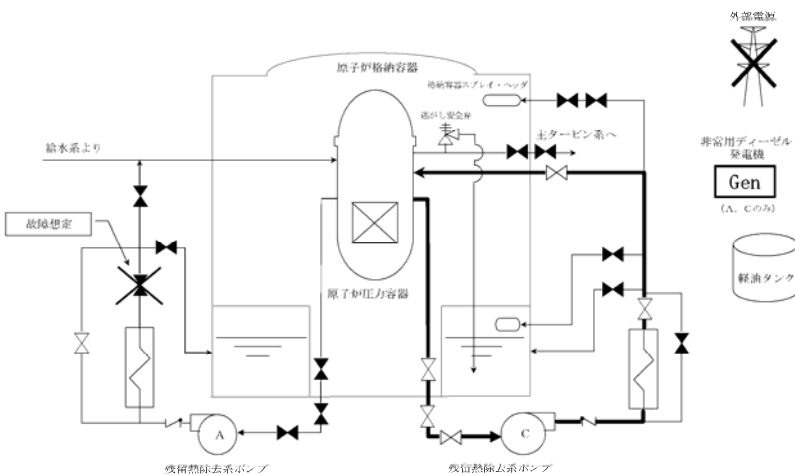 外部電源
原子炉格納容器
格納容器スプレイ・ヘッダ
逃がし安全弁
主タービン系へ
給水系より
非常用ディーゼル
発電機
Gen
(A、Cのみ)
故障想定
軽油タンク
原子炉圧力容器
A
C
残留熱除去系ポンプ
残留熱除去系ポンプ